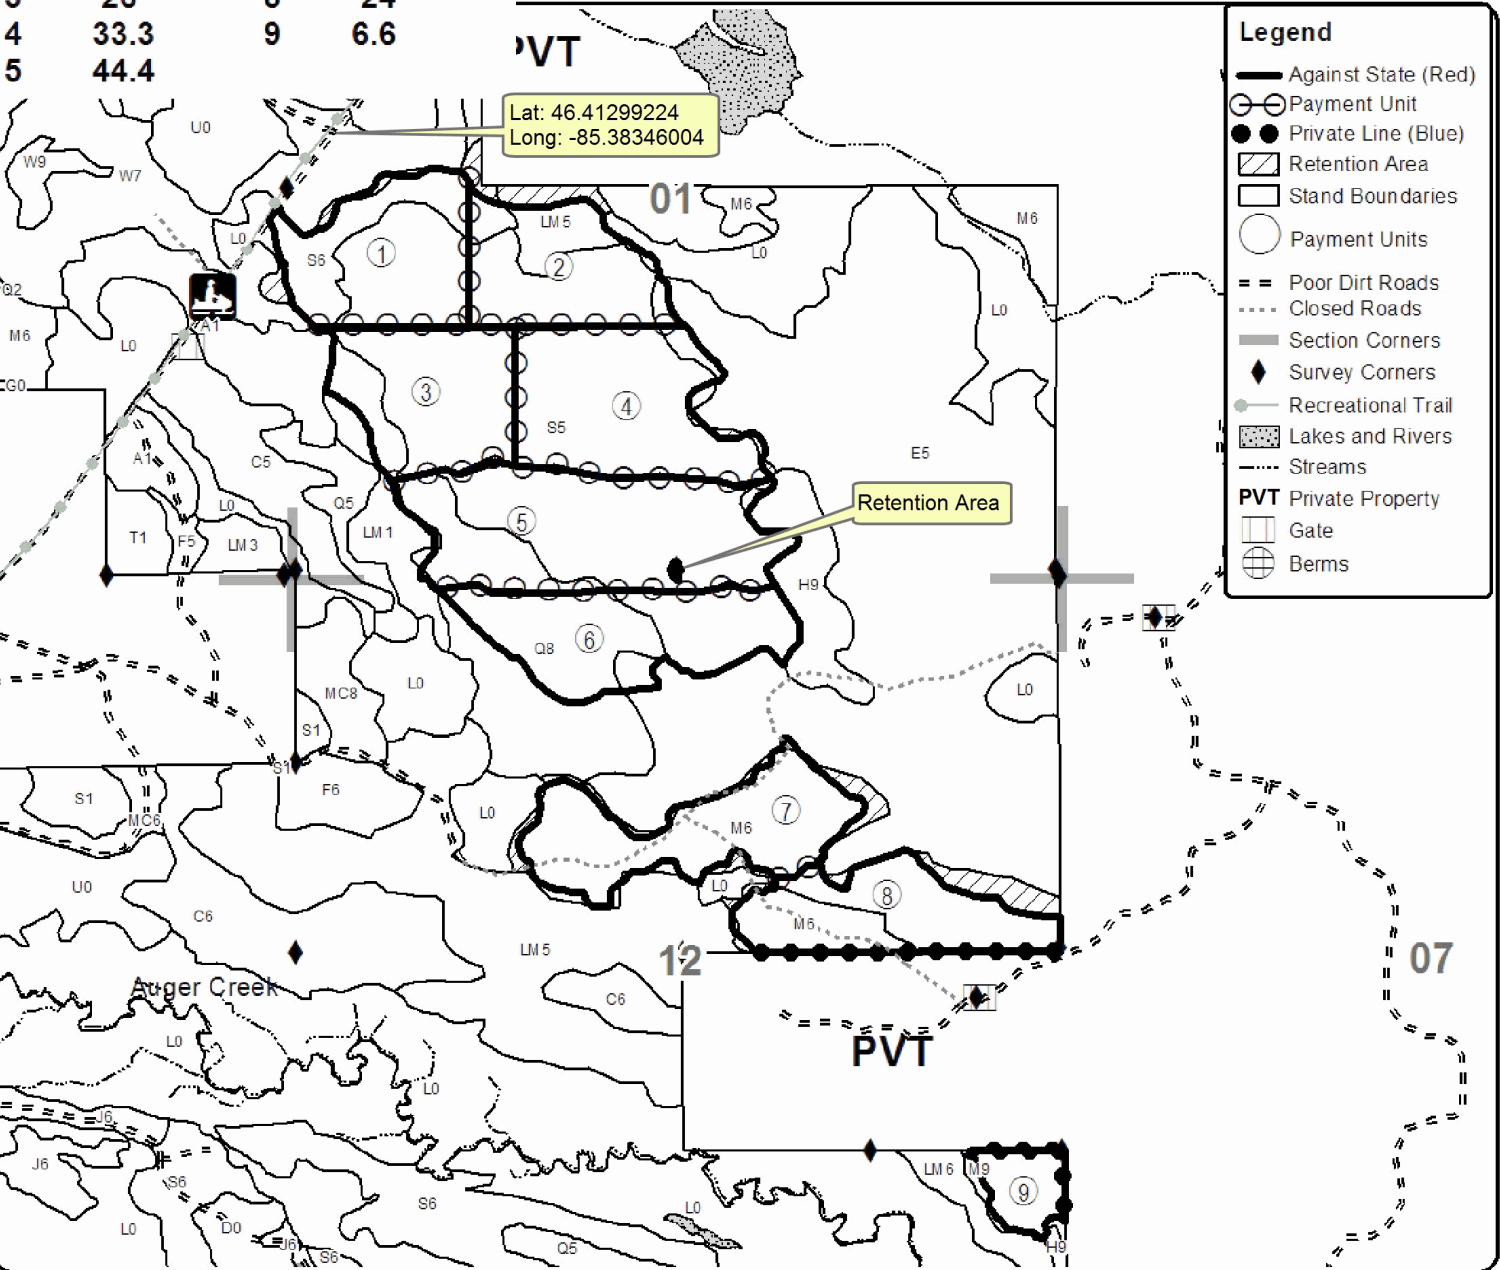 4 33.3 9 6.6
5 44.4
PVT
Lat: 46.41299224
Long: -85.38346004
Legend
Against State (Red)
Payment Unit
Private Line (Blue)
Retention Area
Stand Boundaries
Payment Units
Poor Dirt Roads
Closed Roads
Section Corners
Survey Corners
Recreational Trail
Lakes and Rivers
Streams
PVT Private Property
Gate
Berms
U0
W9
W7
01
M6
M6
LM 5
L0
L0
S6
1
2
Q2
M6
L0
A1
L0
G0
3
4
S5
E5
A1
C5
L0
Q5
Retention Area
T1
F5
LM 3
LM 1
5
H9
Q8
6
MC8
L0
L0
S1
S1
F6
S1
MC6
L0
7
M6
U0
L0
8
C6
M6
LM 5
12
07
Auger Creek
C6
L0
PVT
L0
J6
J6
S6
S6
LM 6
M9
9
L0
D0
L0
J6
S6
Q5
H9